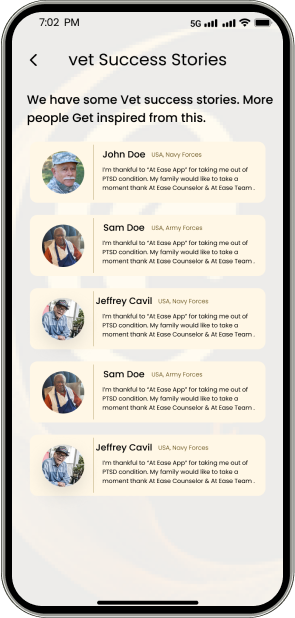 7:02 PM 5G
vet Success Stories
We have some Vet success stories. More
people Get inspired from this.
John Doe USA, Navy Forces
I'm thankful to "At Ease App" for taking me out of
PTSD condition. My family would like to take a
moment thank At Ease Counselor & At Ease Team .
Sam Doe USA, Army Forces
I'm thankful to "At Ease App" for taking me out of
PTSD condition. My family would like to take a
moment thank At Ease Counselor & At Ease Team .
Jeffrey Cavil USA, Navy Forces
I'm thankful to "At Ease App" for taking me out of
PTSD condition. My family would like to take a
moment thank At Ease Counselor & At Ease Team .
Sam Doe USA, Army Forces
I'm thankful to "At Ease App" for taking me out of
PTSD condition. My family would like to take a
moment thank At Ease Counselor & At Ease Team .
Jeffrey Cavil USA, Navy Forces
I'm thankful to "At Ease App" for taking me out of
PTSD condition. My family would like to take a
moment thank At Ease Counselor & At Ease Team .